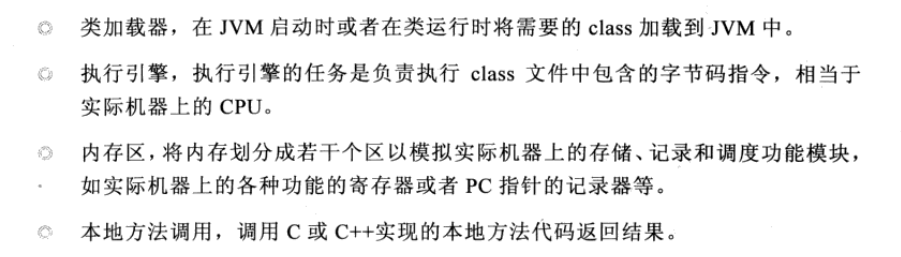 类加载器，在 JVM 启动时或者在类运行时将需要的 class 加载到 JVM 中。
执行引擎，执行引擎的任务是负责执行 class 文件中包含的字节码指令，相当于
实际机器上的 CPU。
内存区，将内存划分成若干个区以模拟实际机器上的存储、记录和调度功能模块，
如实际机器上的各种功能的寄存器或者 PC 指针的记录器等。
本地方法调用，调用 C 或 C++实现的本地方法代码返回结果。